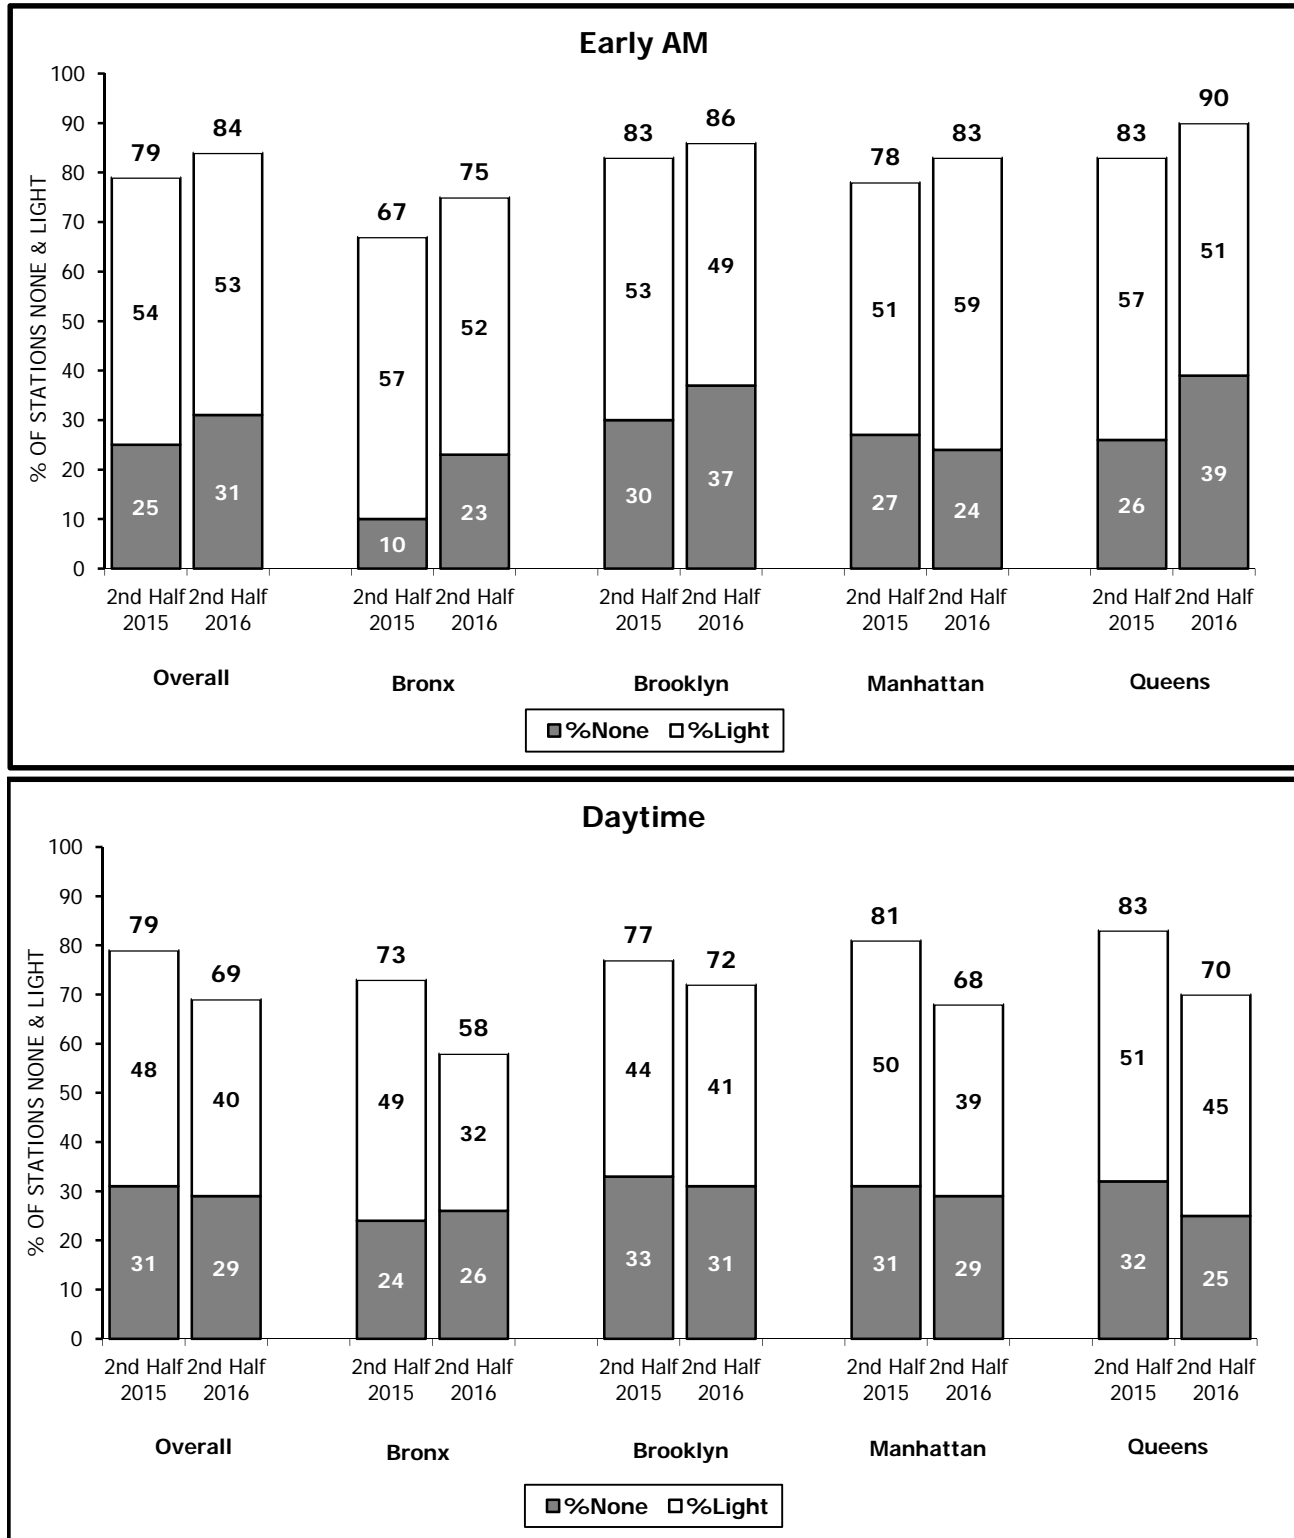 Early AM
% OF STATIONS NONE & LIGHT
100
90
80
70
60
50
40
30
20
10
0
79 84 67 75 83 86 78 83 83 90
54 53 57 52 53 49 51 59 57 51
25 31 10 23 30 37 27 24 26 39
2nd Half 2nd Half 2nd Half 2nd Half 2nd Half 2nd Half 2nd Half 2nd Half 2nd Half 2nd Half
2015 2016 2015 2016 2015 2016 2015 2016 2015 2016
Overall Bronx Brooklyn Manhattan Queens
%None %Light
Daytime
% OF STATIONS NONE & LIGHT
100
90
80
70
60
50
40
30
20
10
0
79 69 73 58 77 72 81 68 83 70
48 40 49 32 44 41 50 39 51 45
31 29 24 26 33 31 31 29 32 25
2nd Half 2nd Half 2nd Half 2nd Half 2nd Half 2nd Half 2nd Half 2nd Half 2nd Half 2nd Half
2015 2016 2015 2016 2015 2016 2015 2016 2015 2016
Overall Bronx Brooklyn Manhattan Queens
%None %Light